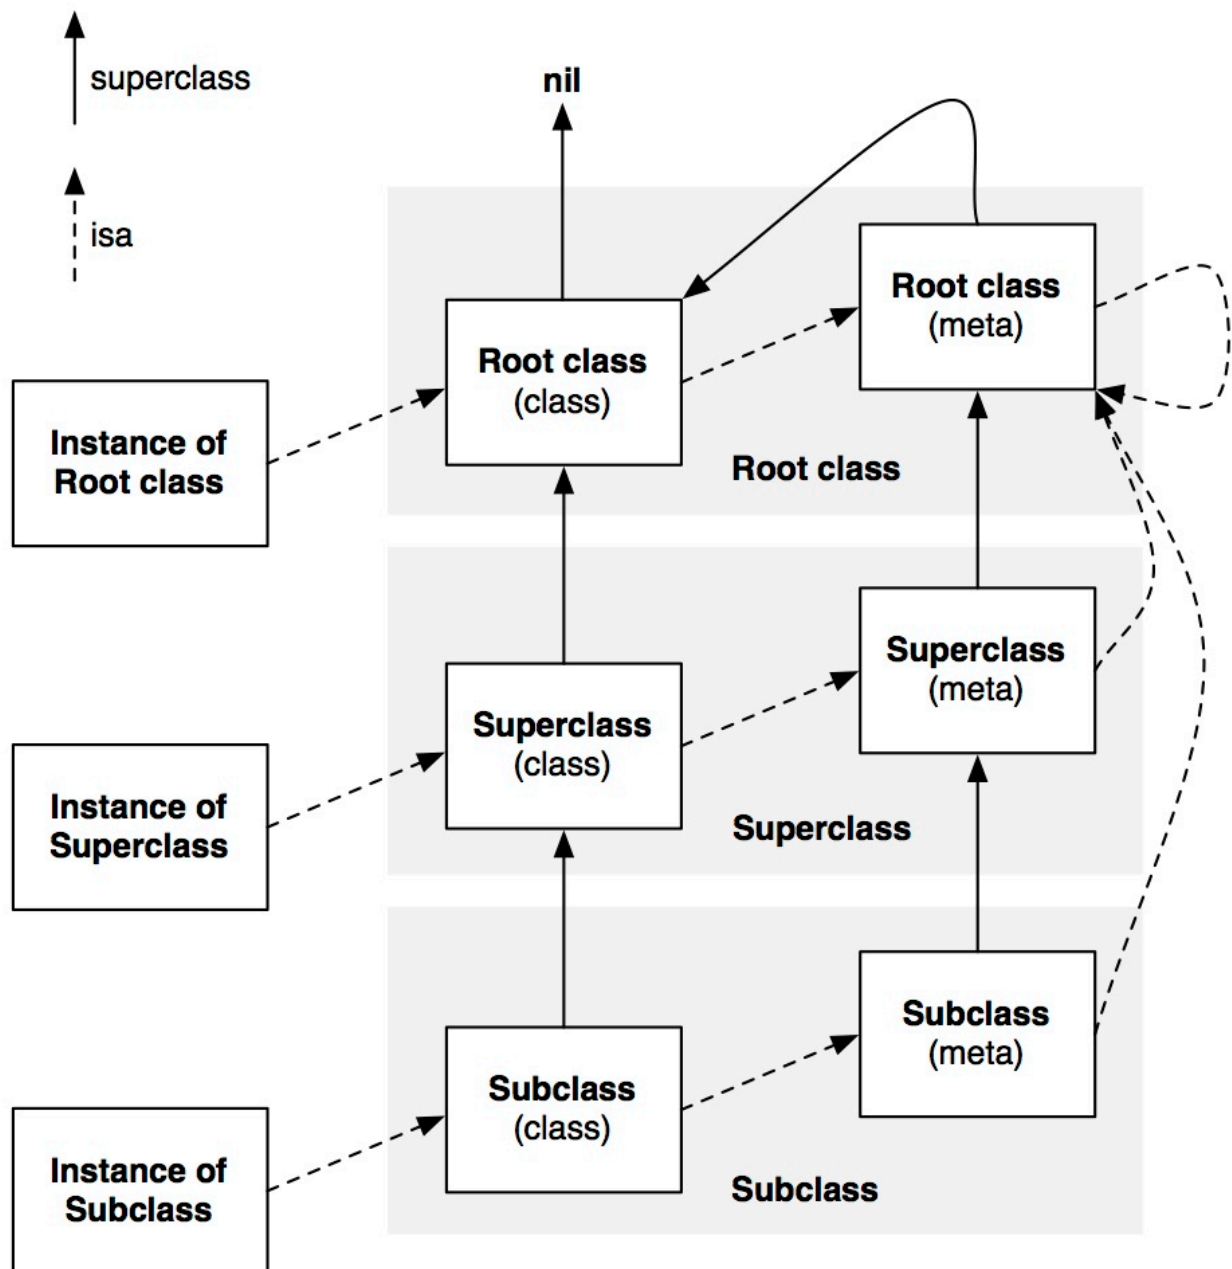 superclass
nil
isa
Root class
(meta)
Root class
(class)
Instance of
Root class
Root class
Superclass
(meta)
Superclass
(class)
Instance of
Superclass
Superclass
Subclass
(meta)
Subclass
(class)
Instance of
Subclass
Subclass